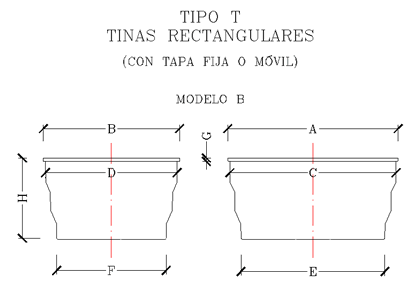 TIPO T
TINAS RECTANGULARES
(CON TAPA FIJA O MÓVIL)
MODELO B
B
A
G
D
C
H
F
E